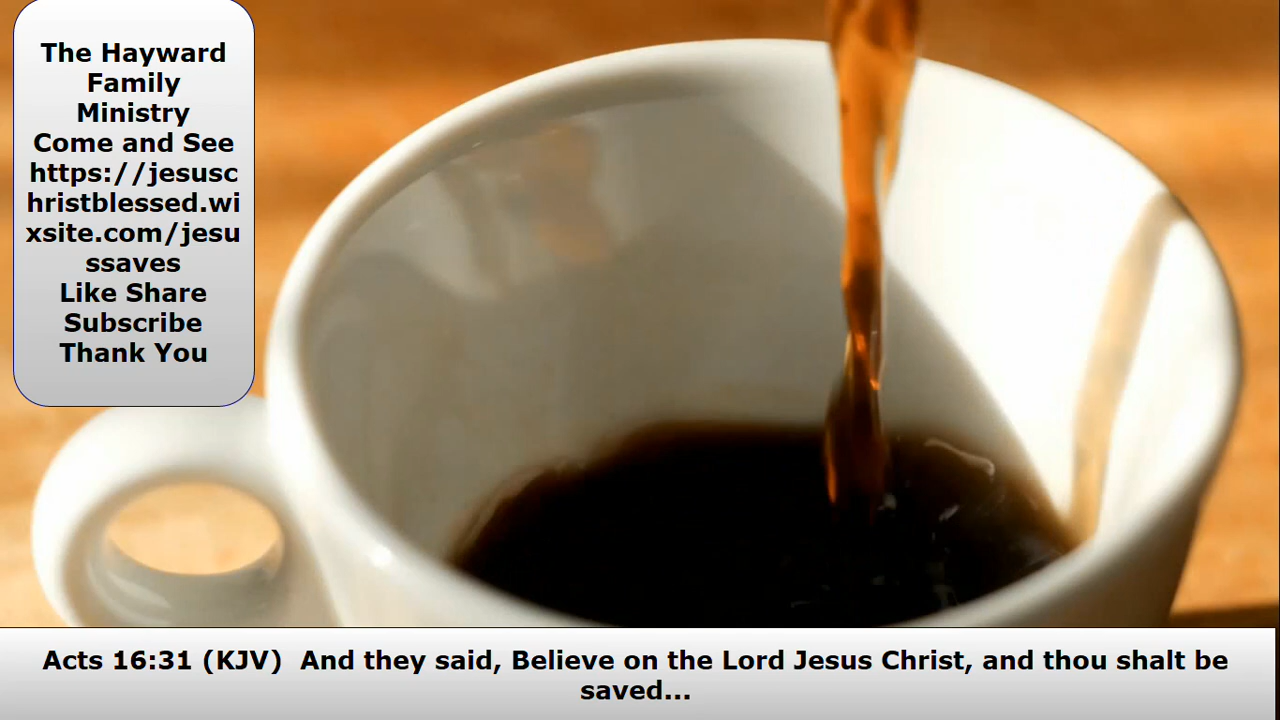 The Hayward
Family
Ministry
Come and See
https://jesusc
hristblessed.wi
xsite.com/jesu
ssaves
Like Share
Subscribe
Thank You
Acts 16:31 (KJV)  And they said, Believe on the Lord Jesus Christ, and thou shalt be
saved...